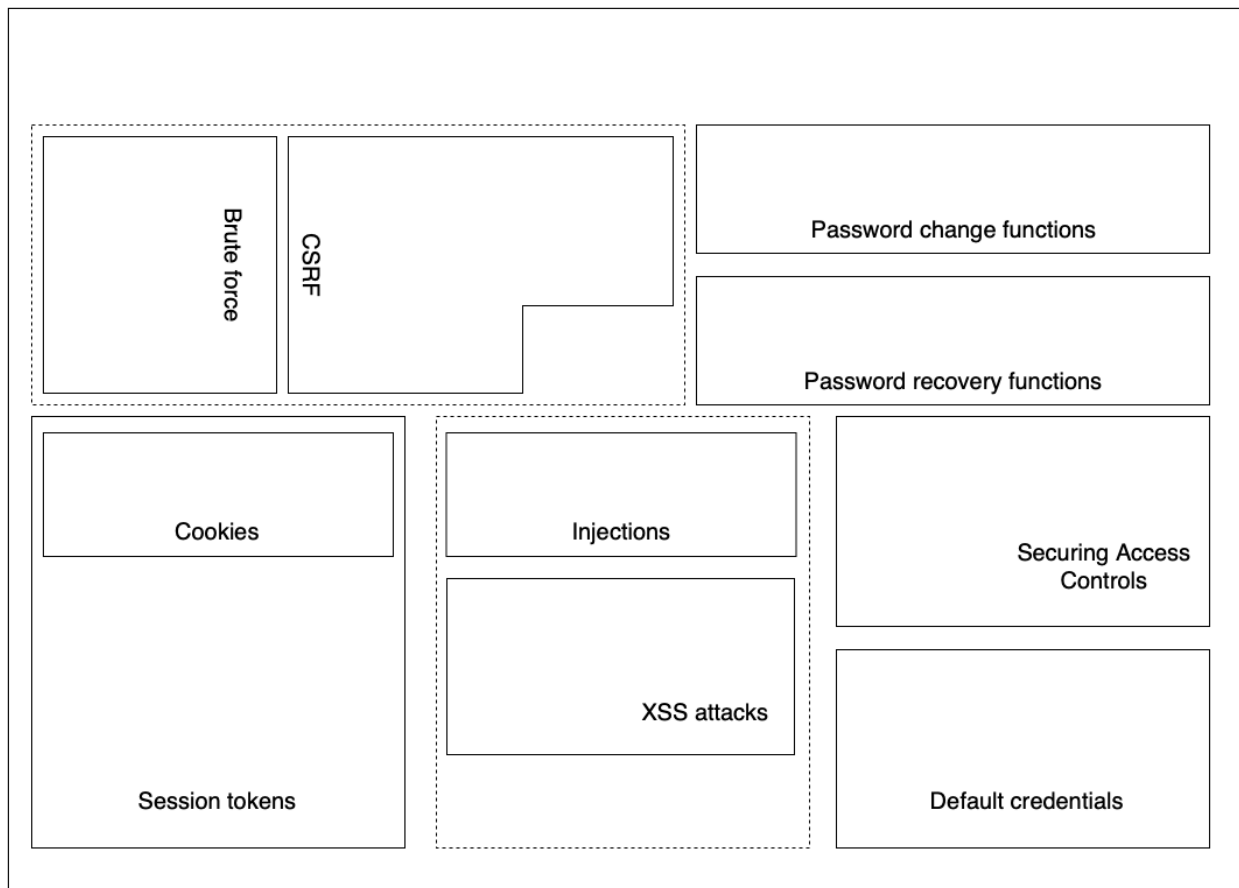 Brute force
CSRF
Password change functions
Password recovery functions
Cookies
Injections
Securing Access
Controls
XSS attacks
Session tokens
Default credentials